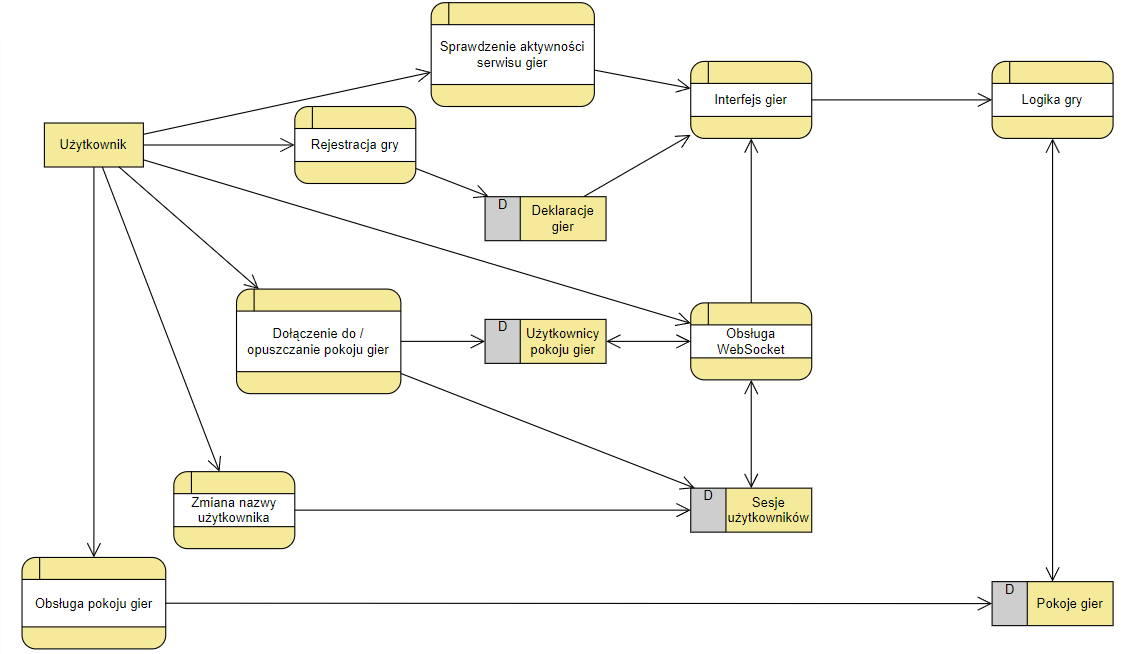 Sprawdzenie aktywności
serwisu gier
Interfejs gier
Logika gry
Użytkownik
Rejestracja gry
D
Deklaracje
gier
Dołączenie do /
opuszczanie pokoju gier
D
Użytkownicy
pokoju gier
Obsługa
WebSocket
Zmiana nazwy
użytkownika
D
Sesje
użytkowników
Obsługa pokoju gier
D
Pokoje gier